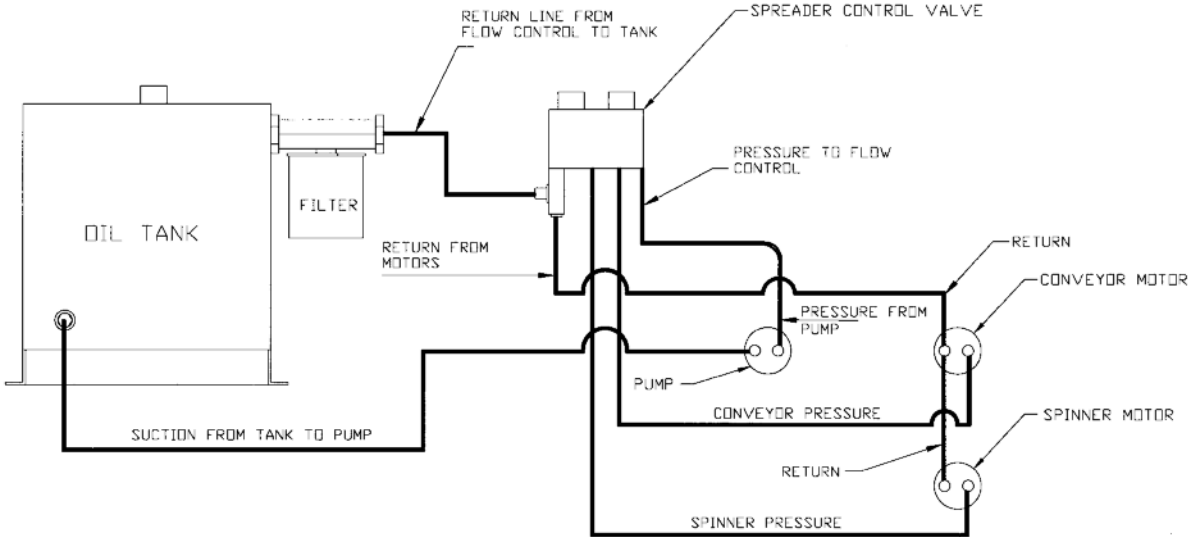 RETURN LINE FROM
FLOW CONTROL TO TANK
SPREADER CONTROL VALVE
PRESSURE TO FLOW
CONTROL
FILTER
OIL TANK
RETURN FROM
MOTORS
RETURN
CONVEYOR MOTOR
PRESSURE FROM
PUMP
PUMP
CONVEYOR PRESSURE
SPINNER MOTOR
SUCTION FROM TANK TO PUMP
RETURN
SPINNER PRESSURE